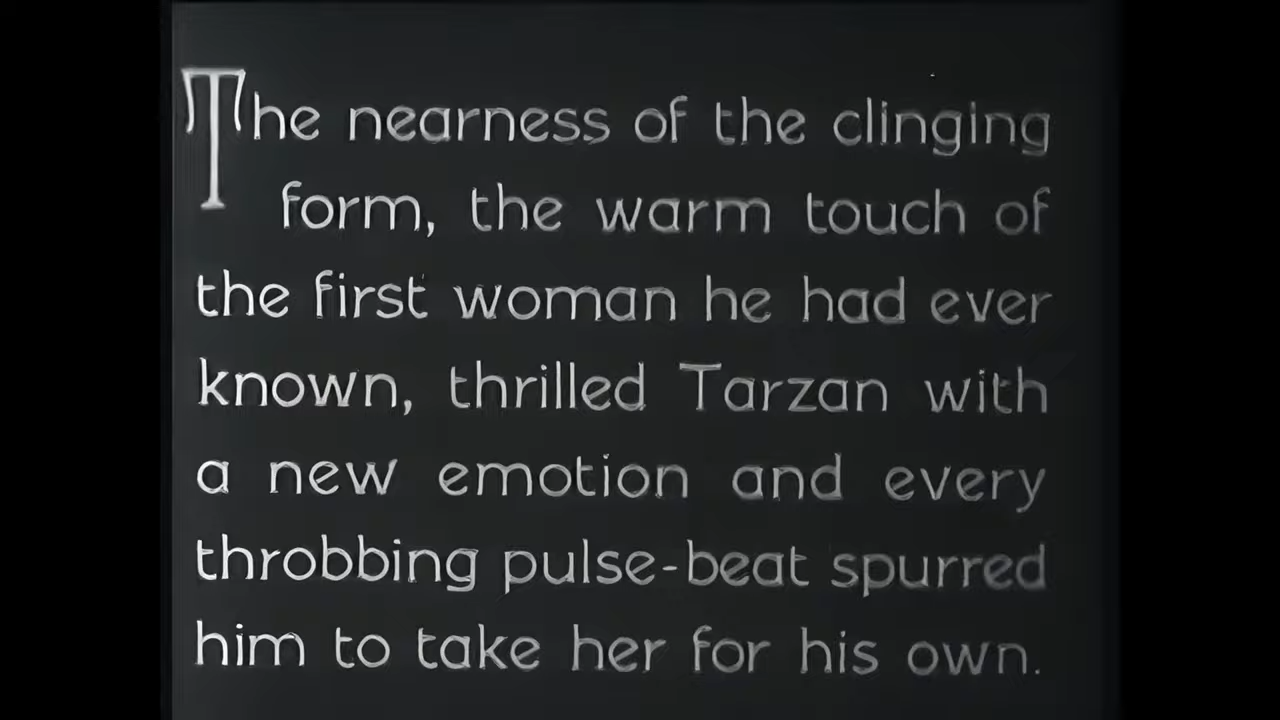 The nearness of the clinging
form, the warm touch of
the first woman he had ever
known, thrilled Tarzan with
a new emotion and every
throbbing pulse-beat spurred
him to take her for his own.